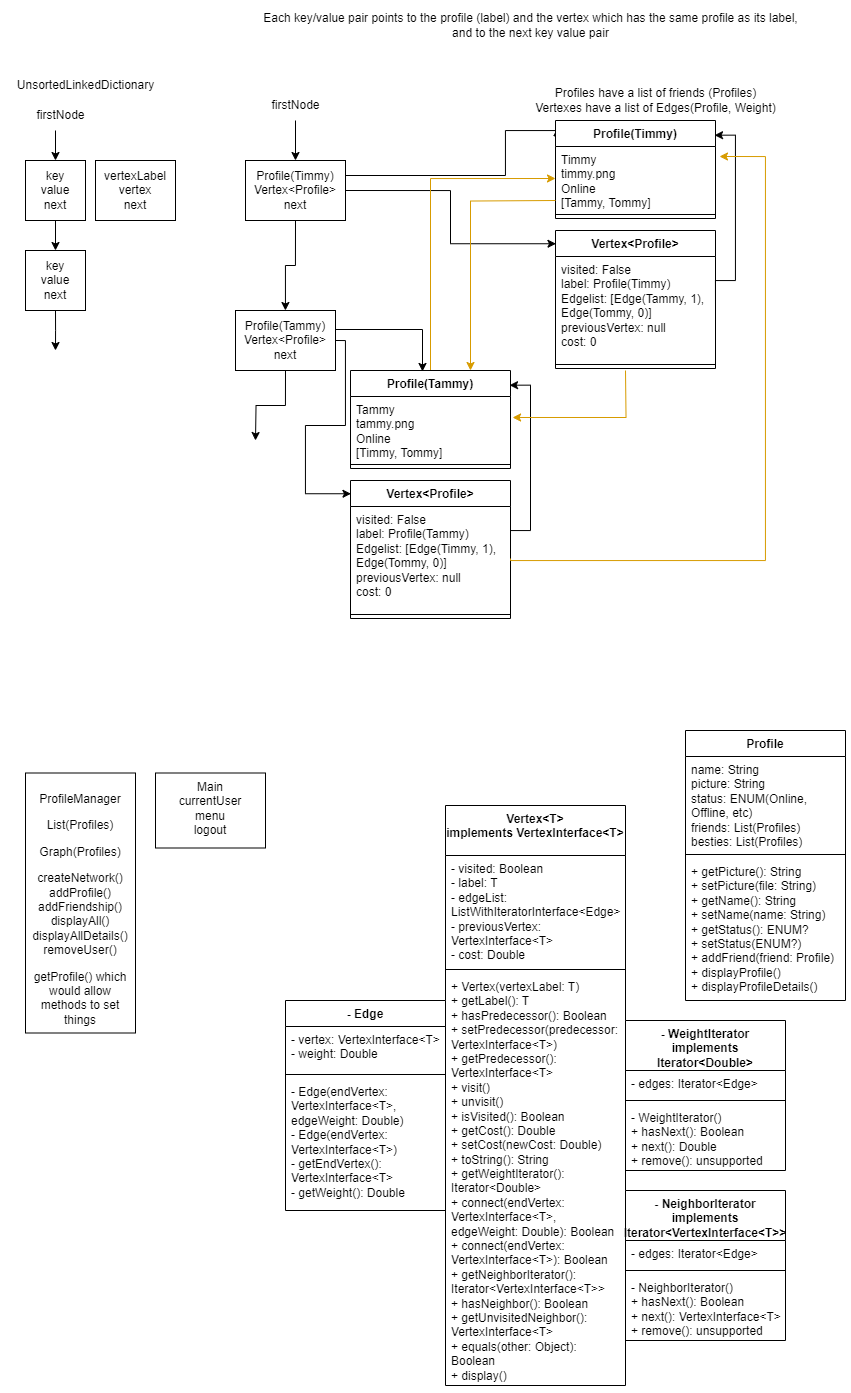 Each key/value pair points to the profile (label) and the vertex which has the same profile as its label,
and to the next key value pair
UnsortedLinkedDictionary
firstNode
key
value
next
vertexLabel
vertex
next
key
value
next
firstNode
Profile(Timmy)
Vertex<Profile>
next
Profile(Tammy)
Vertex<Profile>
next
Profiles have a list of friends (Profiles)
Vertexes have a list of Edges(Profile, Weight)
Profile(Timmy)
Timmy
timmy.png
Online
[Tammy, Tommy]
Vertex<Profile>
visited: False
label: Profile(Timmy)
Edgelist: [Edge(Tammy, 1),
Edge(Tommy, 0)]
previousVertex: null
cost: 0
Profile(Tammy)
Tammy
tammy.png
Online
[Timmy, Tommy]
Vertex<Profile>
visited: False
label: Profile(Tammy)
Edgelist: [Edge(Timmy, 1),
Edge(Tommy, 0)]
previousVertex: null
cost: 0
ProfileManager
List(Profiles)
Graph(Profiles)
createNetwork()
addProfile()
addFriendship()
displayAll()
displayAllDetails()
removeUser()
getProfile() which
would allow
methods to set
things
Main
currentUser
menu
logout
- Edge
- vertex: VertexInterface<T>
- weight: Double
- Edge(endVertex:
VertexInterface<T>,
edgeWeight: Double)
- Edge(endVertex:
VertexInterface<T>)
- getEndVertex():
VertexInterface<T>
- getWeight(): Double
Vertex<T>
implements VertexInterface<T>
- visited: Boolean
- label: T
- edgeList:
ListWithIteratorInterface<Edge>
- previousVertex:
VertexInterface<T>
- cost: Double
+ Vertex(vertexLabel: T)
+ getLabel(): T
+ hasPredecessor(): Boolean
+ setPredecessor(predecessor:
VertexInterface<T>)
+ getPredecessor():
VertexInterface<T>
+ visit()
+ unvisit()
+ isVisited(): Boolean
+ getCost(): Double
+ setCost(newCost: Double)
+ toString(): String
+ getWeightIterator():
Iterator<Double>
+ connect(endVertex:
VertexInterface<T>,
edgeWeight: Double): Boolean
+ connect(endVertex:
VertexInterface<T>): Boolean
+ getNeighborIterator():
Iterator<VertexInterface<T>>
+ hasNeighbor(): Boolean
+ getUnvisitedNeighbor():
VertexInterface<T>
+ equals(other: Object):
Boolean
+ display()
Profile
name: String
picture: String
status: ENUM(Online,
Offline, etc)
friends: List(Profiles)
besties: List(Profiles)
+ getPicture(): String
+ setPicture(file: String)
+ getName(): String
+ setName(name: String)
+ getStatus(): ENUM?
+ setStatus(ENUM?)
+ addFriend(friend: Profile)
+ displayProfile()
+ displayProfileDetails()
- WeightIterator
implements
Iterator<Double>
- edges: Iterator<Edge>
- WeightIterator()
+ hasNext(): Boolean
+ next(): Double
+ remove(): unsupported
- NeighborIterator
implements
Iterator<VertexInterface<T>>
- edges: Iterator<Edge>
- NeighborIterator()
+ hasNext(): Boolean
+ next(): VertexInterface<T>
+ remove(): unsupported